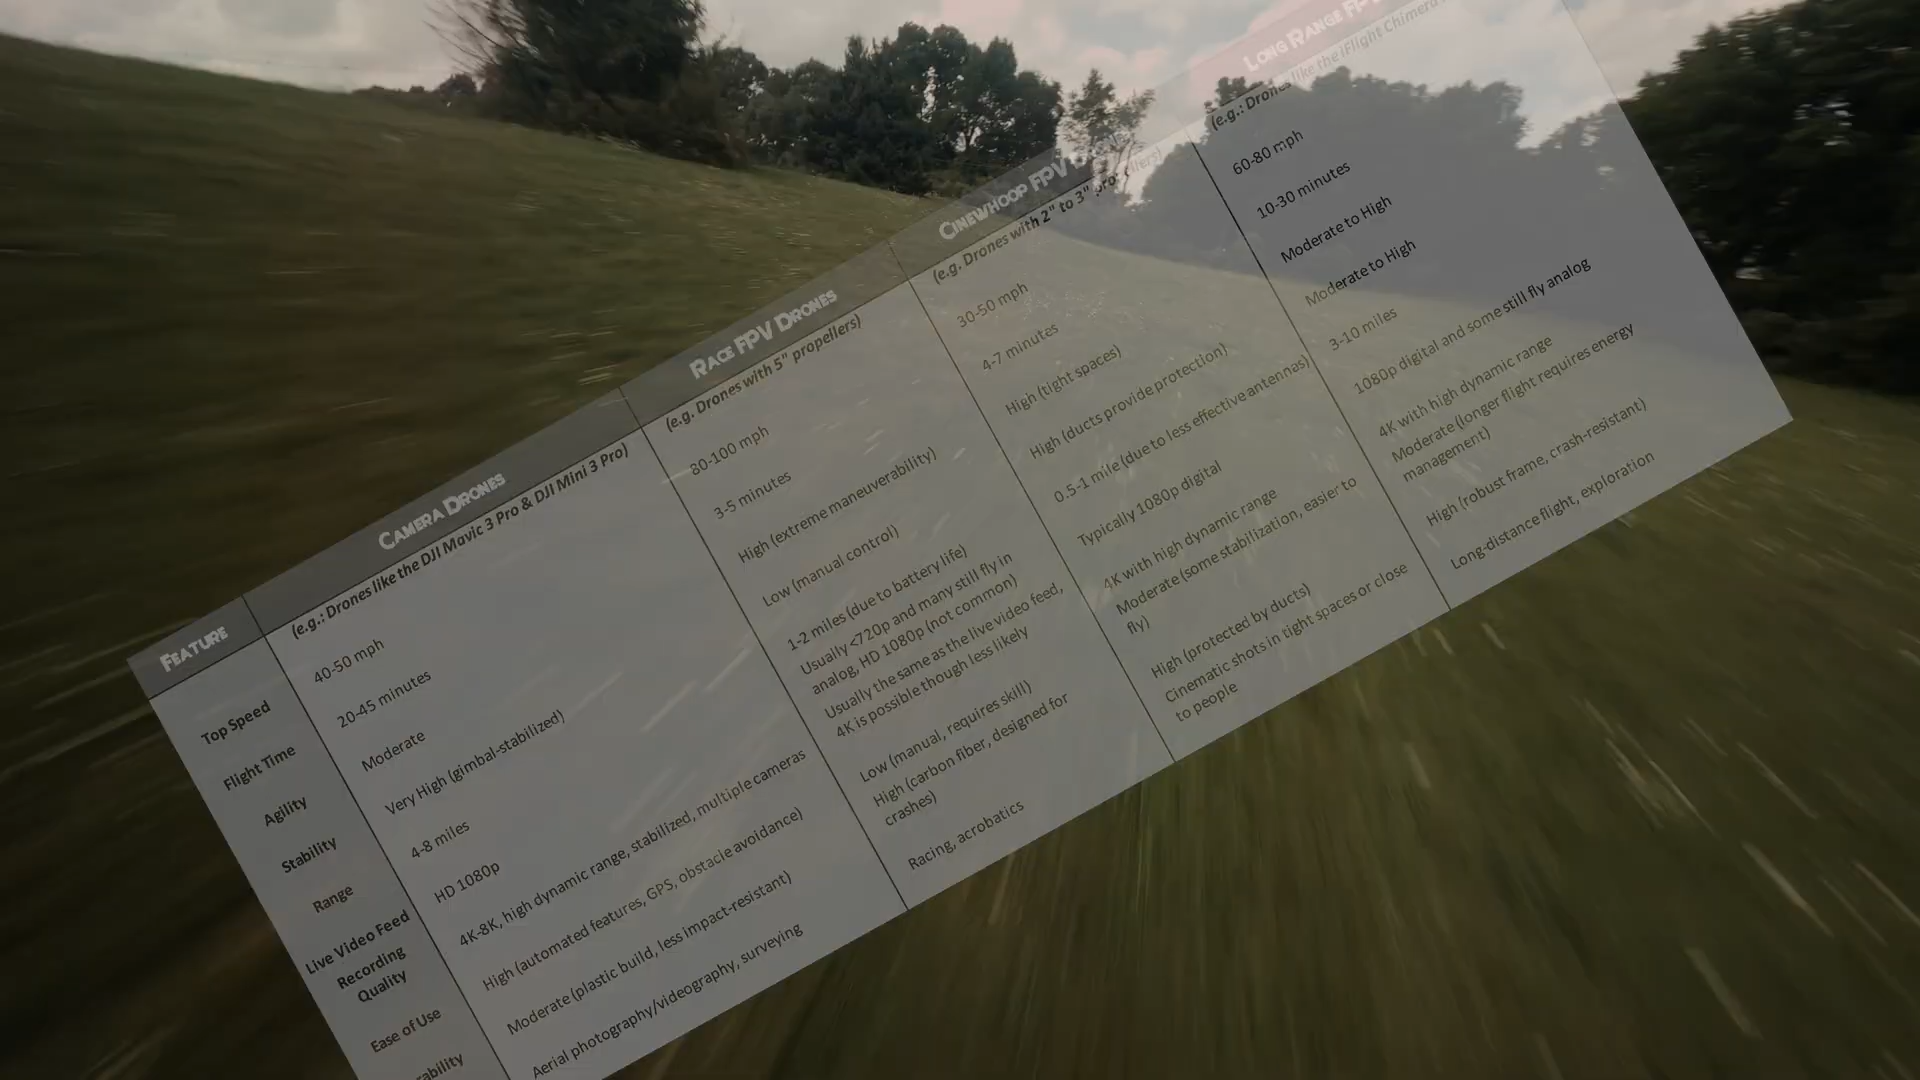 Feature
Top Speed
Flight Time
Agility
Stability
Range
Live Video Feed
Recording
Quality
Ease of Use
Camera Drones
(e.g.: Drones like the DJI Mavic 3 Pro & DJI Mini 3 Pro)
40-50 mph
20-45 minutes
Moderate
Very High (gimbal-stabilized)
4-8 miles
HD 1080p
4K-8K, high dynamic range, stabilized, multiple cameras
High (automated features, GPS, obstacle avoidance)
Moderate (plastic build, less impact-resistant)
Aerial photography/videography, surveying
Race FPV Drones
(e.g. Drones with 5" propellers)
80-100 mph
3-5 minutes
High (extreme maneuverability)
Low (manual control)
1-2 miles (due to battery life)
Usually <720p and many still fly in
analog, HD 1080p (not common)
Usually the same as the live video feed,
4K is possible though less likely
Low (manual, requires skill)
High (carbon fiber, designed for
crashes)
Racing, acrobatics
Cinewhoop FPV
(e.g. Drones with 2" to 3" propellers)
30-50 mph
4-7 minutes
High (tight spaces)
High (ducts provide protection)
0.5-1 mile (due to less effective antennas)
Typically 1080p digital
4K with high dynamic range
Moderate (some stabilization, easier to
fly)
High (protected by ducts)
Cinematic shots in tight spaces or close
to people
Long Range FPV
(e.g.: Drones like the iFlight Chimera
60-80 mph
10-30 minutes
Moderate to High
Moderate to High
3-10 miles
1080p digital and some still fly analog
4K with high dynamic range
Moderate (longer flight requires energy
management)
High (robust frame, crash-resistant)
Long-distance flight, exploration